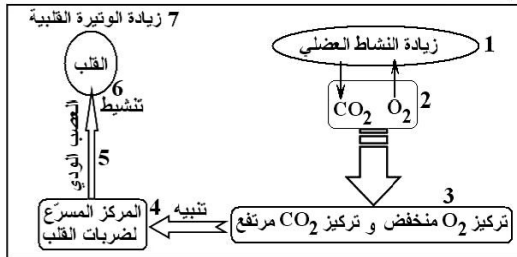 7 زيادة الوتيرة القلبية
القلب
6
تنشيط
5
العصب الودي
4 المركز المسرّع
لضربات القلب
تنبيه
زيادة النشاط العضلي 1
CO2 O2 2
3
تركيز O2 منخفض و تركيز CO2 مرتفع